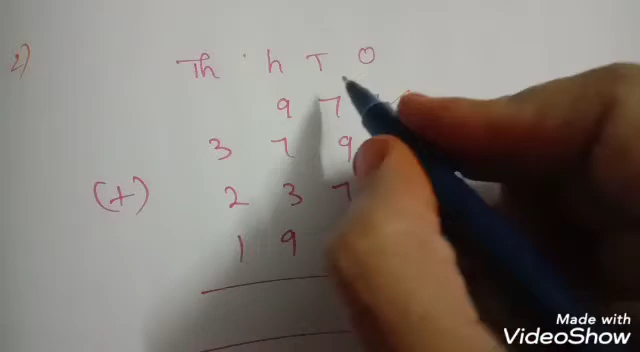 2)
Th h T O
9 7
3 7 9
(+) 2 3 7
1 9
Made with
VideoShow